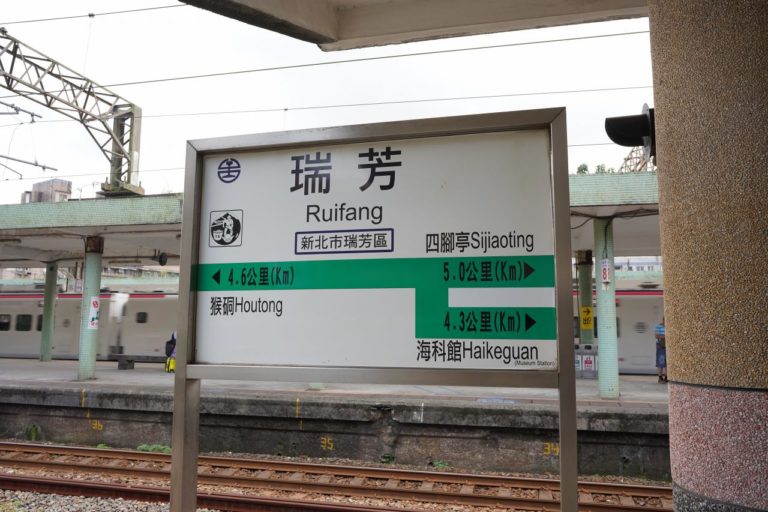 瑞芳
Ruifang
新北市瑞芳區
四腳亭Sijiaoting
◀ 4.6公里(Km)
5.0公里(Km)▶
猴硐Houtong
4.3公里(Km)▶
海科館Haikeguan
(Museum Station)
36
35
34